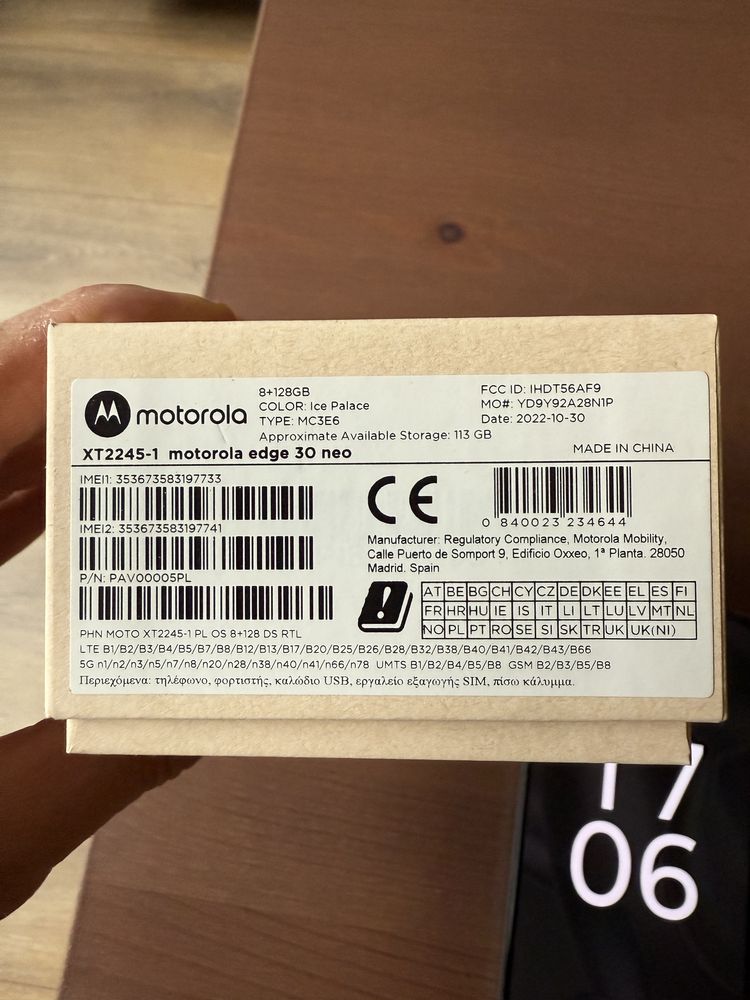 motorola
8+128GB
COLOR: Ice Palace
TYPE: MC3E6
Approximate Available Storage: 113 GB
FCC ID: IHDT56AF9
MO#: YD9Y92A28N1P
Date: 2022-10-30
XT2245-1 motorola edge 30 neo
MADE IN CHINA
IMEI1: 353673583197733
IMEI2: 353673583197741
P/N: PAV00005PL
CE
0 840023 234644
Manufacturer: Regulatory Compliance, Motorola Mobility,
Calle Puerto de Somport 9, Edificio Oxxeo, 1ª Planta. 28050
Madrid. Spain
AT BE BG CH CY CZ DE DK EE EL ES FI
FR HR HU IE IS IT LI LT LU LV MT NL
NO PL PT RO SE SI SK TR UK UK(NI)
PHN MOTO XT2245-1 PL OS 8+128 DS RTL
LTE B1/B2/B3/B4/B5/B7/B8/B12/B13/B17/B20/B25/B26/B28/B32/B38/B40/B41/B42/B43/B66
5G n1/n2/n3/n5/n7/n8/n20/n28/n38/n40/n41/n66/n78 UMTS B1/B2/B4/B5/B8 GSM B2/B3/B5/B8
Περιεχόμενα: τηλέφωνο, φορτιστής, καλώδιο USB, εργαλείο εξαγωγής SIM, πίσω κάλυμμα.
17
06